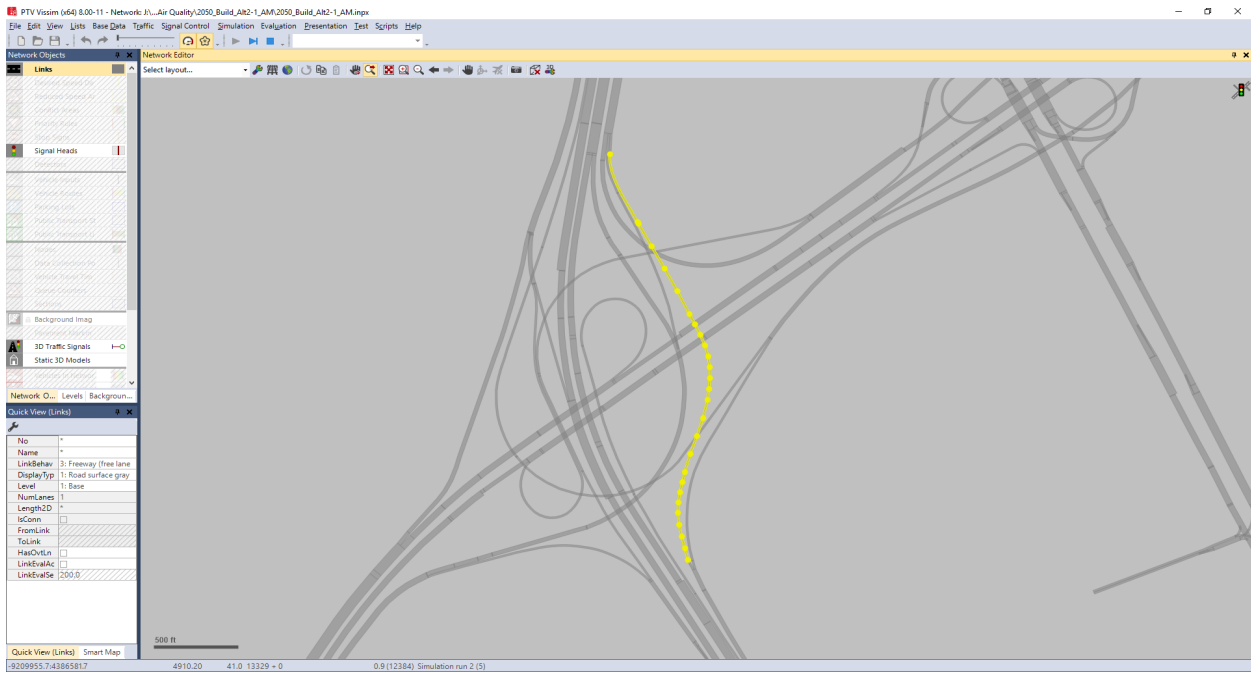 PTV Vissim (x64) 8.00-11 - Network: J:\...Air Quality\2050_Build_Alt2-1_AM\2050_Build_Alt2-1_AM.inpx
File Edit View Lists Base Data Traffic Signal Control Simulation Evaluation Presentation Test Scripts Help
Network Objects
Network Editor
Links
Select layout...
Signal Heads
Background Imag
3D Traffic Signals
Static 3D Models
Network O... Levels Backgroun...
Quick View (Links)
No *
Name *
LinkBehav 3: Freeway (free lane
DisplayTyp 1: Road surface gray
Level 1: Base
NumLanes 1
Length2D *
IsConn
FromLink
ToLink
HasOvtLn
LinkEvalAc
LinkEvalSe 200.0
500 ft
Quick View (Links) Smart Map
-9209955.7:4386581.7 4910.20 41.0 13329 + 0 0.9 (12384) Simulation run 2 (5)